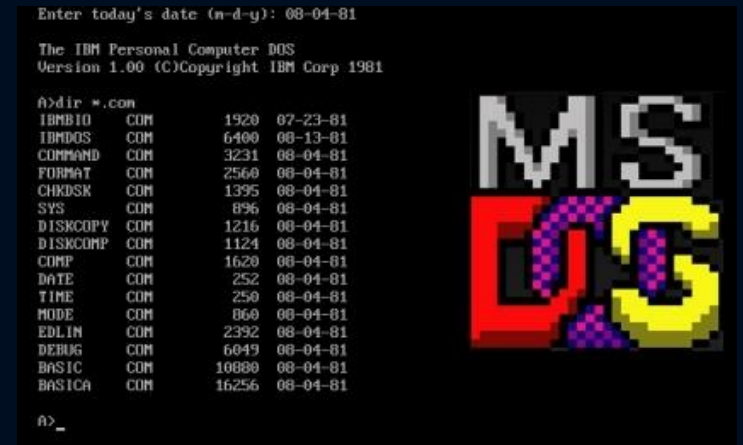 Enter today's date (m-d-y): 08-04-81
The IBM Personal Computer DOS
Version 1.00 (C)Copyright IBM Corp 1981
A>dir *.com
IBMBIO COM 1920 07-23-81
IBMDOS COM 6400 08-13-81
COMMAND COM 3231 08-04-81
FORMAT COM 2560 08-04-81
CHKDSK COM 1395 08-04-81
SYS COM 896 08-04-81
DISKCOPY COM 1216 08-04-81
DISKCOMP COM 1124 08-04-81
COMP COM 1620 08-04-81
DATE COM 252 08-04-81
TIME COM 250 08-04-81
MODE COM 860 08-04-81
EDLIN COM 2392 08-04-81
DEBUG COM 6049 08-04-81
BASIC COM 10880 08-04-81
BASICA COM 16256 08-04-81
A>_
MS
DOS